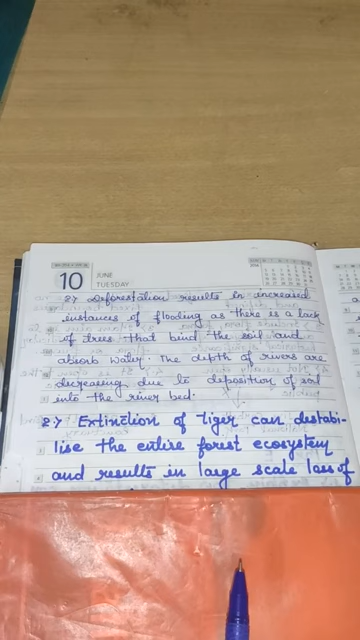 10
JUNE
TUESDAY
2> Deforestation results in increased
instances of flooding as there is a lack
of trees that bind the soil and
absorb water. The depth of rivers are
decreasing due to deposition of soil
into the river bed.
2.> Extinction of tiger can destabi-
lise the entire forest ecosystem
and results in large scale loss of